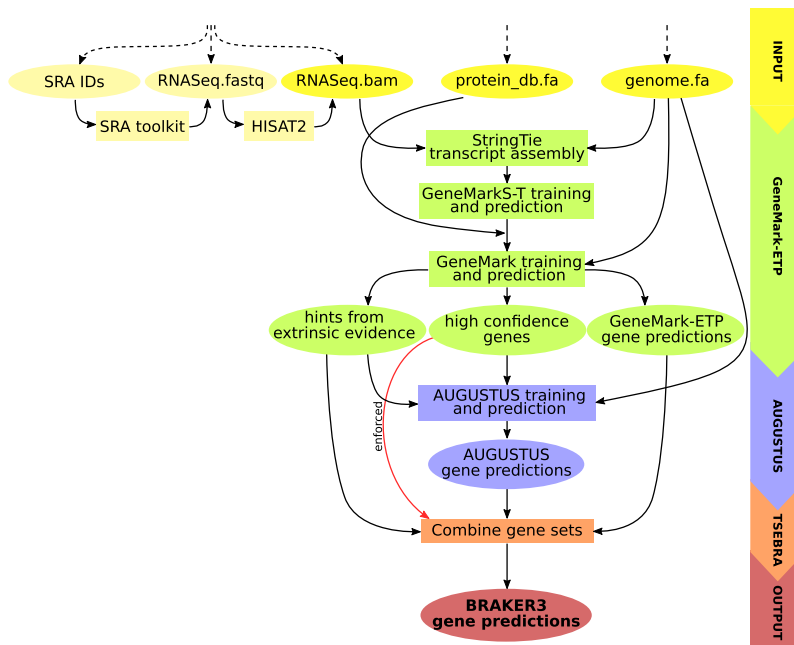 SRA IDs
RNASeq.fastq
RNASeq.bam
protein_db.fa
genome.fa
SRA toolkit
HISAT2
StringTie
transcript assembly
GeneMarkS-T training
and prediction
GeneMark training
and prediction
hints from
extrinsic evidence
high confidence
genes
GeneMark-ETP
gene predictions
AUGUSTUS training
and prediction
enforced
AUGUSTUS
gene predictions
Combine gene sets
BRAKER3
gene predictions
INPUT
GeneMark-ETP
AUGUSTUS
TSEBRA
OUTPUT